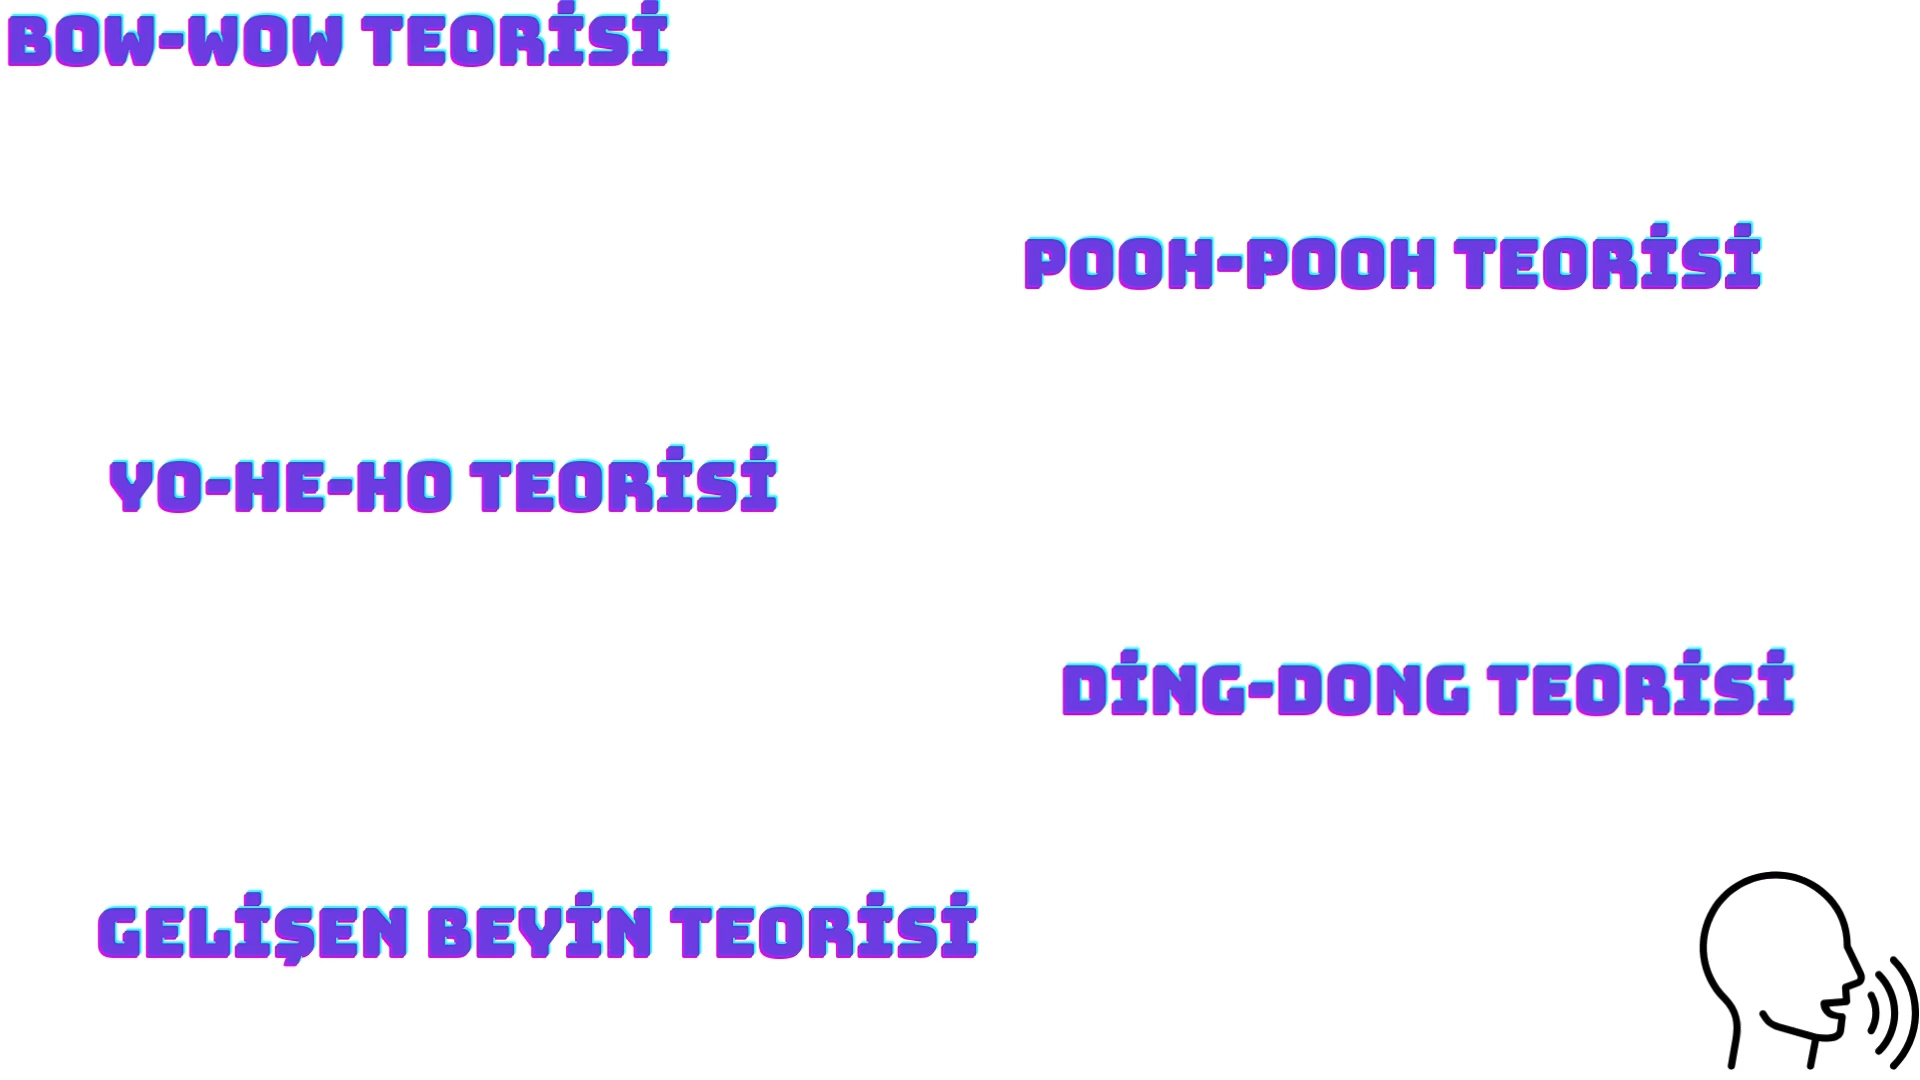 BOW-WOW TEORİSİ
POOH-POOH TEORİSİ
YO-HE-HO TEORİSİ
DİNG-DONG TEORİSİ
GELİŞEN BEYİN TEORİSİ